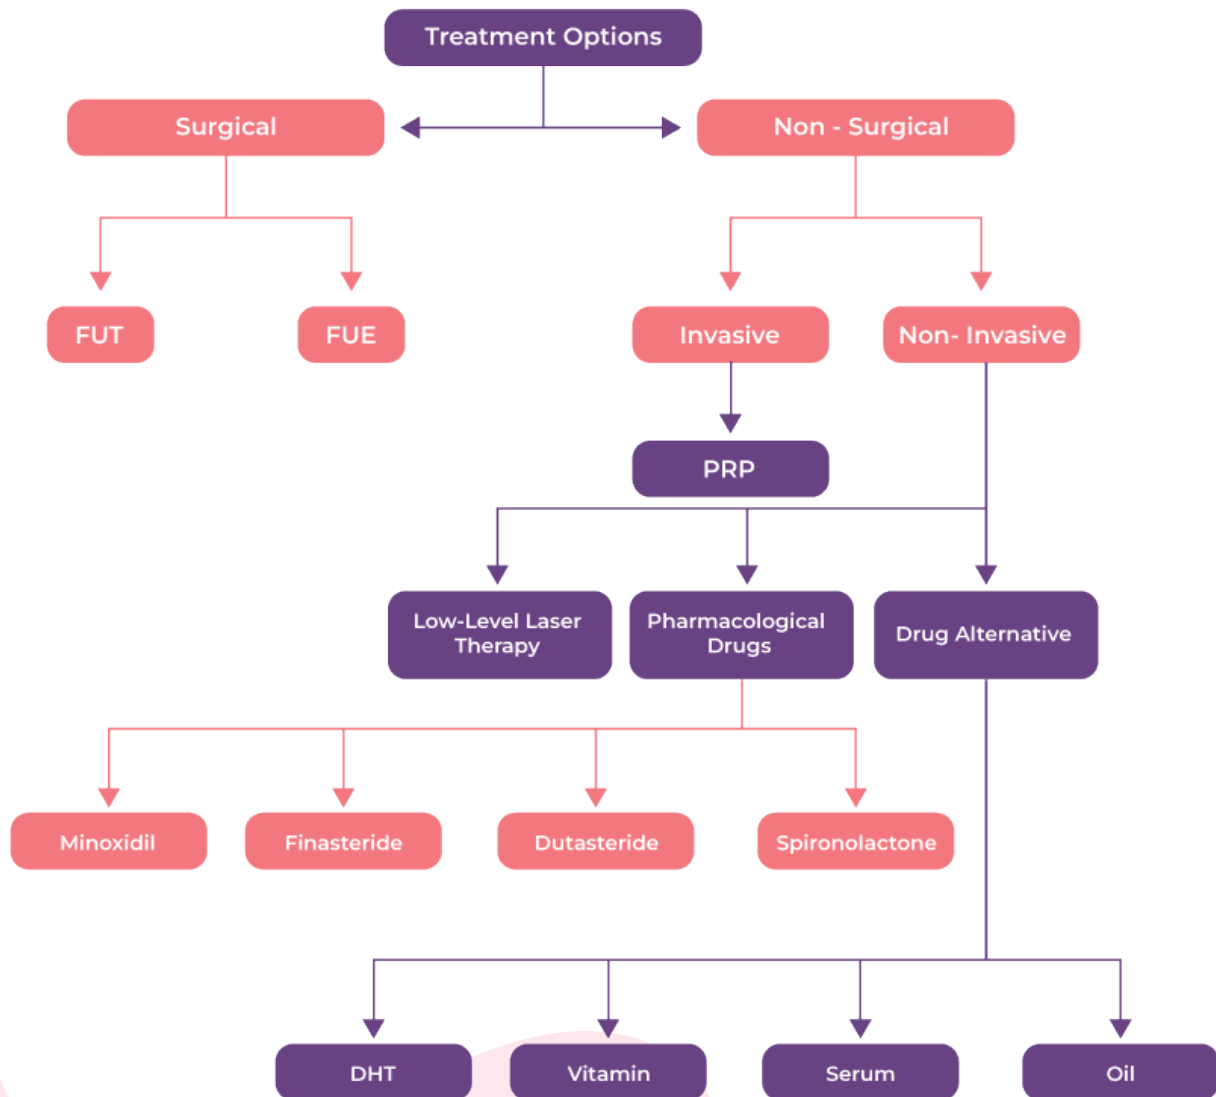 Treatment Options
Surgical
Non - Surgical
FUT
FUE
Invasive
Non- Invasive
PRP
Low-Level Laser
Therapy
Pharmacological
Drugs
Drug Alternative
Minoxidil
Finasteride
Dutasteride
Spironolactone
DHT
Vitamin
Serum
Oil